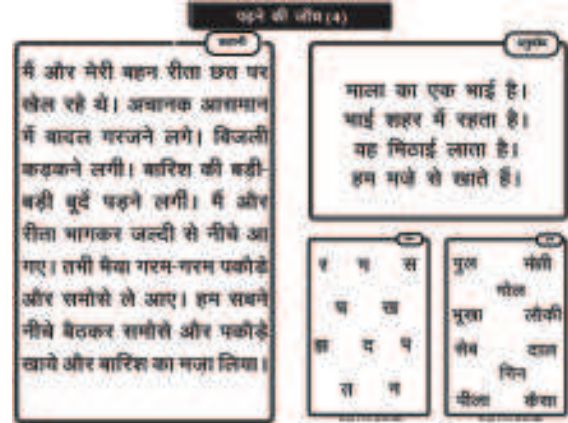 पढ़ने की जाँच (4)
कहानी
मैं और मेरी बहन रीता छत पर
खेल रहे थे। अचानक आसमान
में बादल गरजने लगे। बिजली
कड़कने लगी। बारिश की बड़ी-
बड़ी बूँदें पड़ने लगीं। मैं और
रीता भागकर जल्दी से नीचे आ
गए। तभी भैया गरम-गरम पकौड़े
और समोसे ले आए। हम सबने
नीचे बैठकर समोसे और पकौड़े
खाये और बारिश का मजा लिया।
अनुच्छेद
माला का एक भाई है।
भाई शहर में रहता है।
वह मिठाई लाता है।
हम मजे से खाते हैं।
स
ख
द प
त न
मोती
गोल
भूखा लौकी
सेब दाल
गिन
नीला कैसा